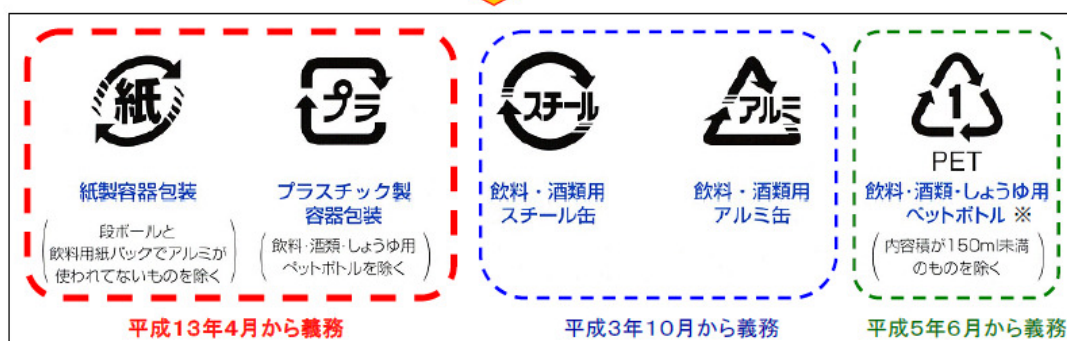 紙
プラ
スチール
アルミ
1
PET
紙製容器包装
段ボールと
飲料用紙パックでアルミが
使われてないものを除く
プラスチック製
容器包装
飲料・酒類・しょうゆ用
ペットボトルを除く
飲料・酒類用
スチール缶
飲料・酒類用
アルミ缶
飲料・酒類・しょうゆ用
ペットボトル ※
内容積が150ml未満
のものを除く
平成13年4月から義務
平成3年10月から義務
平成5年6月から義務